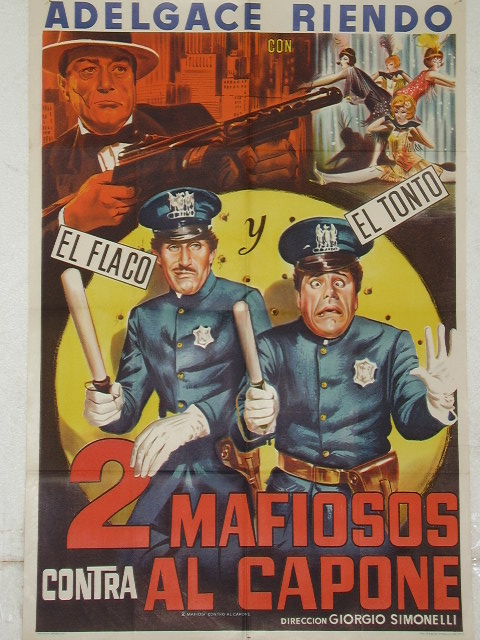 ADELGACE RIENDO
CON
EL FLACO
y
EL TONTO
2 MAFIOSOS
CONTRA AL CAPONE
DIRECCION GIORGIO SIMONELLI